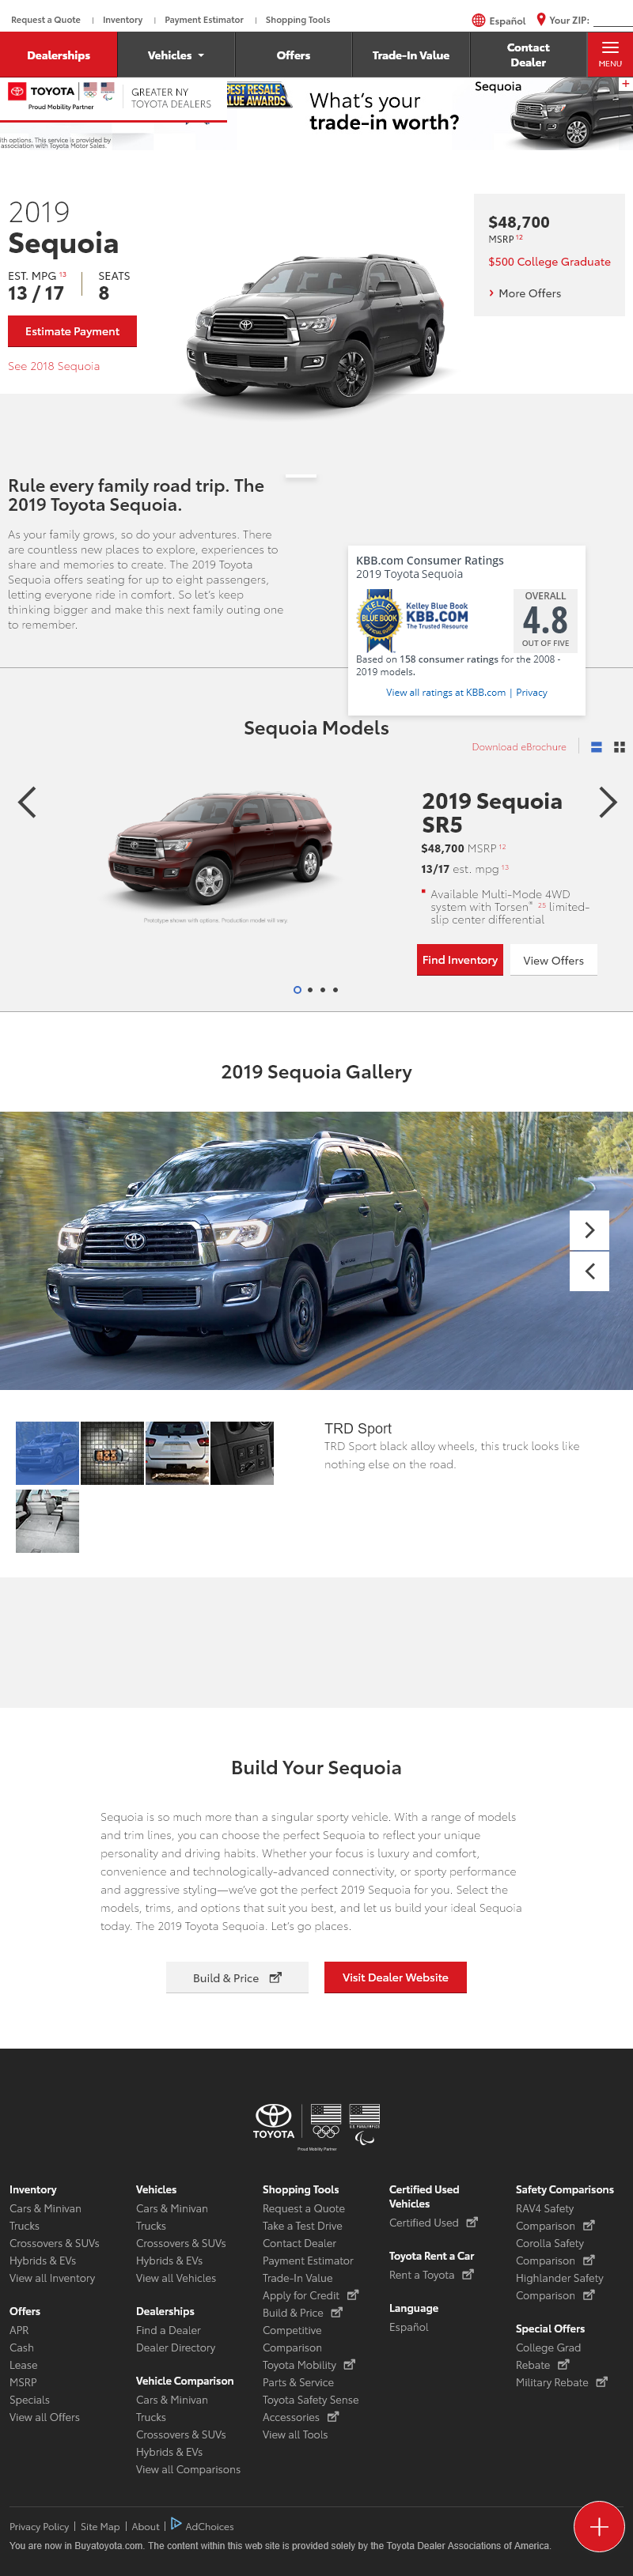 Request a Quote | Inventory | Payment Estimator | Shopping Tools
Español Your ZIP:
Dealerships Vehicles Offers Trade-In Value Contact Dealer MENU
TOYOTA
Proud Mobility Partner
GREATER NY
TOYOTA DEALERS
BEST RESALE
VALUE AWARDS
What's your
trade-in worth?
Sequoia
ith options. This service is provided by
association with Toyota Motor Sales.
2019
Sequoia
EST. MPG 13
13 / 17
SEATS
8
Estimate Payment
See 2018 Sequoia
$48,700
MSRP 12
$500 College Graduate
More Offers
Rule every family road trip. The
2019 Toyota Sequoia.
As your family grows, so do your adventures. There
are countless new places to explore, experiences to
share and memories to create. The 2019 Toyota
Sequoia offers seating for up to eight passengers,
letting everyone ride in comfort. So let's keep
thinking bigger and make this next family outing one
to remember.
KBB.com Consumer Ratings
2019 Toyota Sequoia
KELLEY
BLUE BOOK
OFFICIAL GUIDE
Kelley Blue Book
KBB.COM
The Trusted Resource
OVERALL
4.8
OUT OF FIVE
Based on 158 consumer ratings for the 2008 -
2019 models.
View all ratings at KBB.com | Privacy
Sequoia Models
Download eBrochure
2019 Sequoia
SR5
$48,700 MSRP 12
13/17 est. mpg 13
Available Multi-Mode 4WD
system with Torsen® 25 limited-
slip center differential
Prototype shown with options. Production model will vary.
Find Inventory
View Offers
2019 Sequoia Gallery
TRD Sport
TRD Sport black alloy wheels, this truck looks like
nothing else on the road.
Build Your Sequoia
Sequoia is so much more than a singular sporty vehicle. With a range of models
and trim lines, you can choose the perfect Sequoia to reflect your unique
personality and driving habits. Whether your focus is luxury and comfort,
convenience and technologically-advanced connectivity, or sporty performance
and aggressive styling—we've got the perfect 2019 Sequoia for you. Select the
models, trims, and options that suit you best, and let us build your ideal Sequoia
today. The 2019 Toyota Sequoia. Let's go places.
Build & Price
Visit Dealer Website
TOYOTA
Proud Mobility Partner
Inventory
Cars & Minivan
Trucks
Crossovers & SUVs
Hybrids & EVs
View all Inventory
Offers
APR
Cash
Lease
MSRP
Specials
View all Offers
Vehicles
Cars & Minivan
Trucks
Crossovers & SUVs
Hybrids & EVs
View all Vehicles
Dealerships
Find a Dealer
Dealer Directory
Vehicle Comparison
Cars & Minivan
Trucks
Crossovers & SUVs
Hybrids & EVs
View all Comparisons
Shopping Tools
Request a Quote
Take a Test Drive
Contact Dealer
Payment Estimator
Trade-In Value
Apply for Credit
Build & Price
Competitive
Comparison
Toyota Mobility
Parts & Service
Toyota Safety Sense
Accessories
View all Tools
Certified Used
Vehicles
Certified Used
Toyota Rent a Car
Rent a Toyota
Language
Español
Safety Comparisons
RAV4 Safety
Comparison
Corolla Safety
Comparison
Highlander Safety
Comparison
Special Offers
College Grad
Rebate
Military Rebate
Privacy Policy | Site Map | About | AdChoices
You are now in Buyatoyota.com. The content within this web site is provided solely by the Toyota Dealer Associations of America.